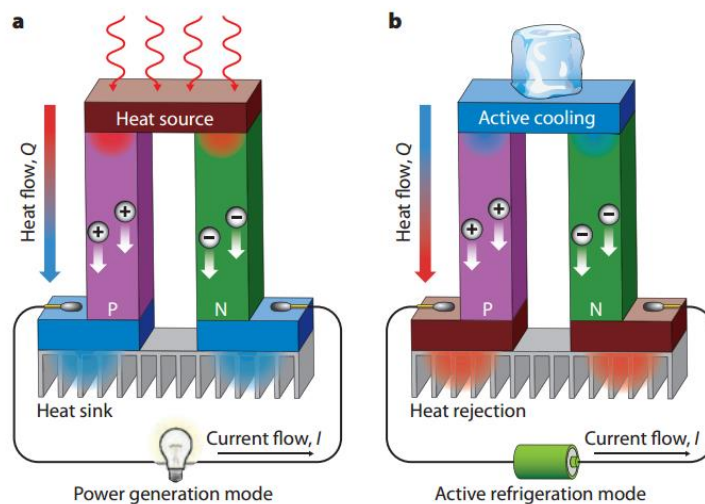 a
Heat source
Heat flow, Q
+
+
−
−
P
N
Heat sink
Current flow, I
Power generation mode
b
Active cooling
Heat flow, Q
+
+
−
−
P
N
Heat rejection
Current flow, I
Active refrigeration mode